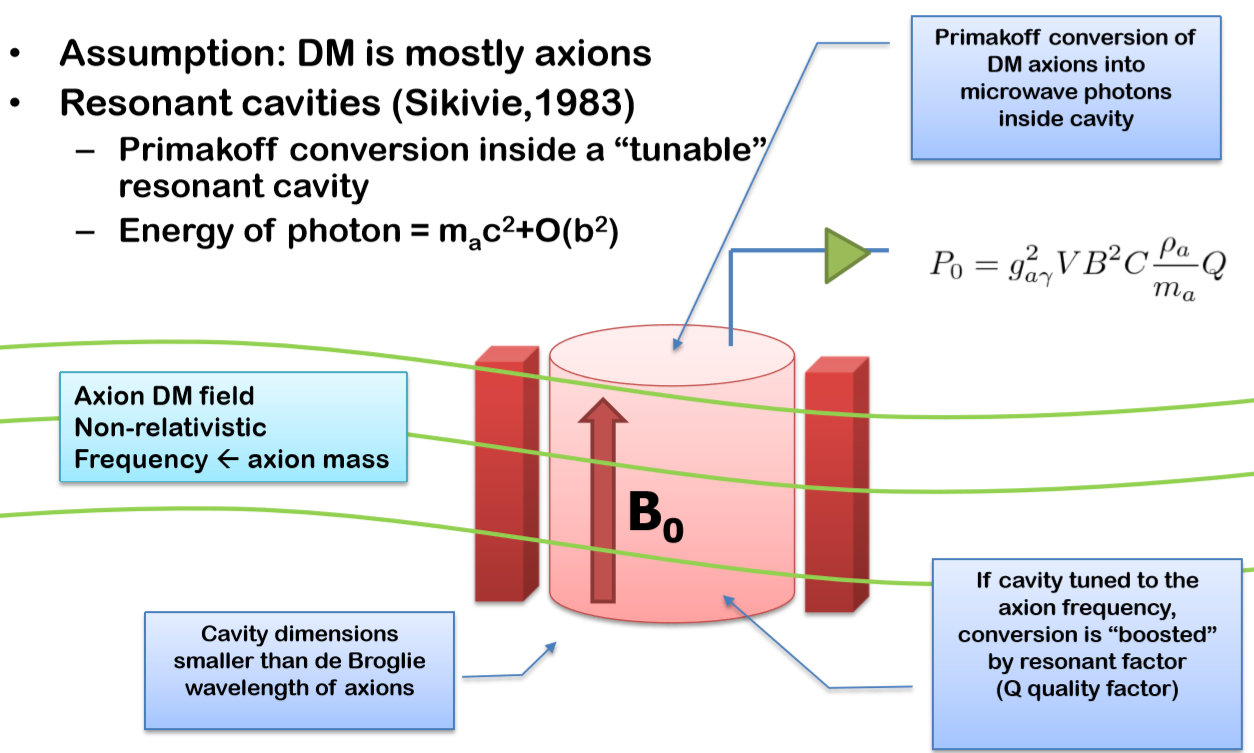 • Assumption: DM is mostly axions
• Resonant cavities (Sikivie,1983)
– Primakoff conversion inside a “tunable”
resonant cavity
– Energy of photon = mₐc²+O(b²)
Primakoff conversion of
DM axions into
microwave photons
inside cavity
P₀ = g²ₐᵧ V B² C ρₐ/mₐ Q
Axion DM field
Non-relativistic
Frequency ← axion mass
B₀
Cavity dimensions
smaller than de Broglie
wavelength of axions
If cavity tuned to the
axion frequency,
conversion is “boosted”
by resonant factor
(Q quality factor)